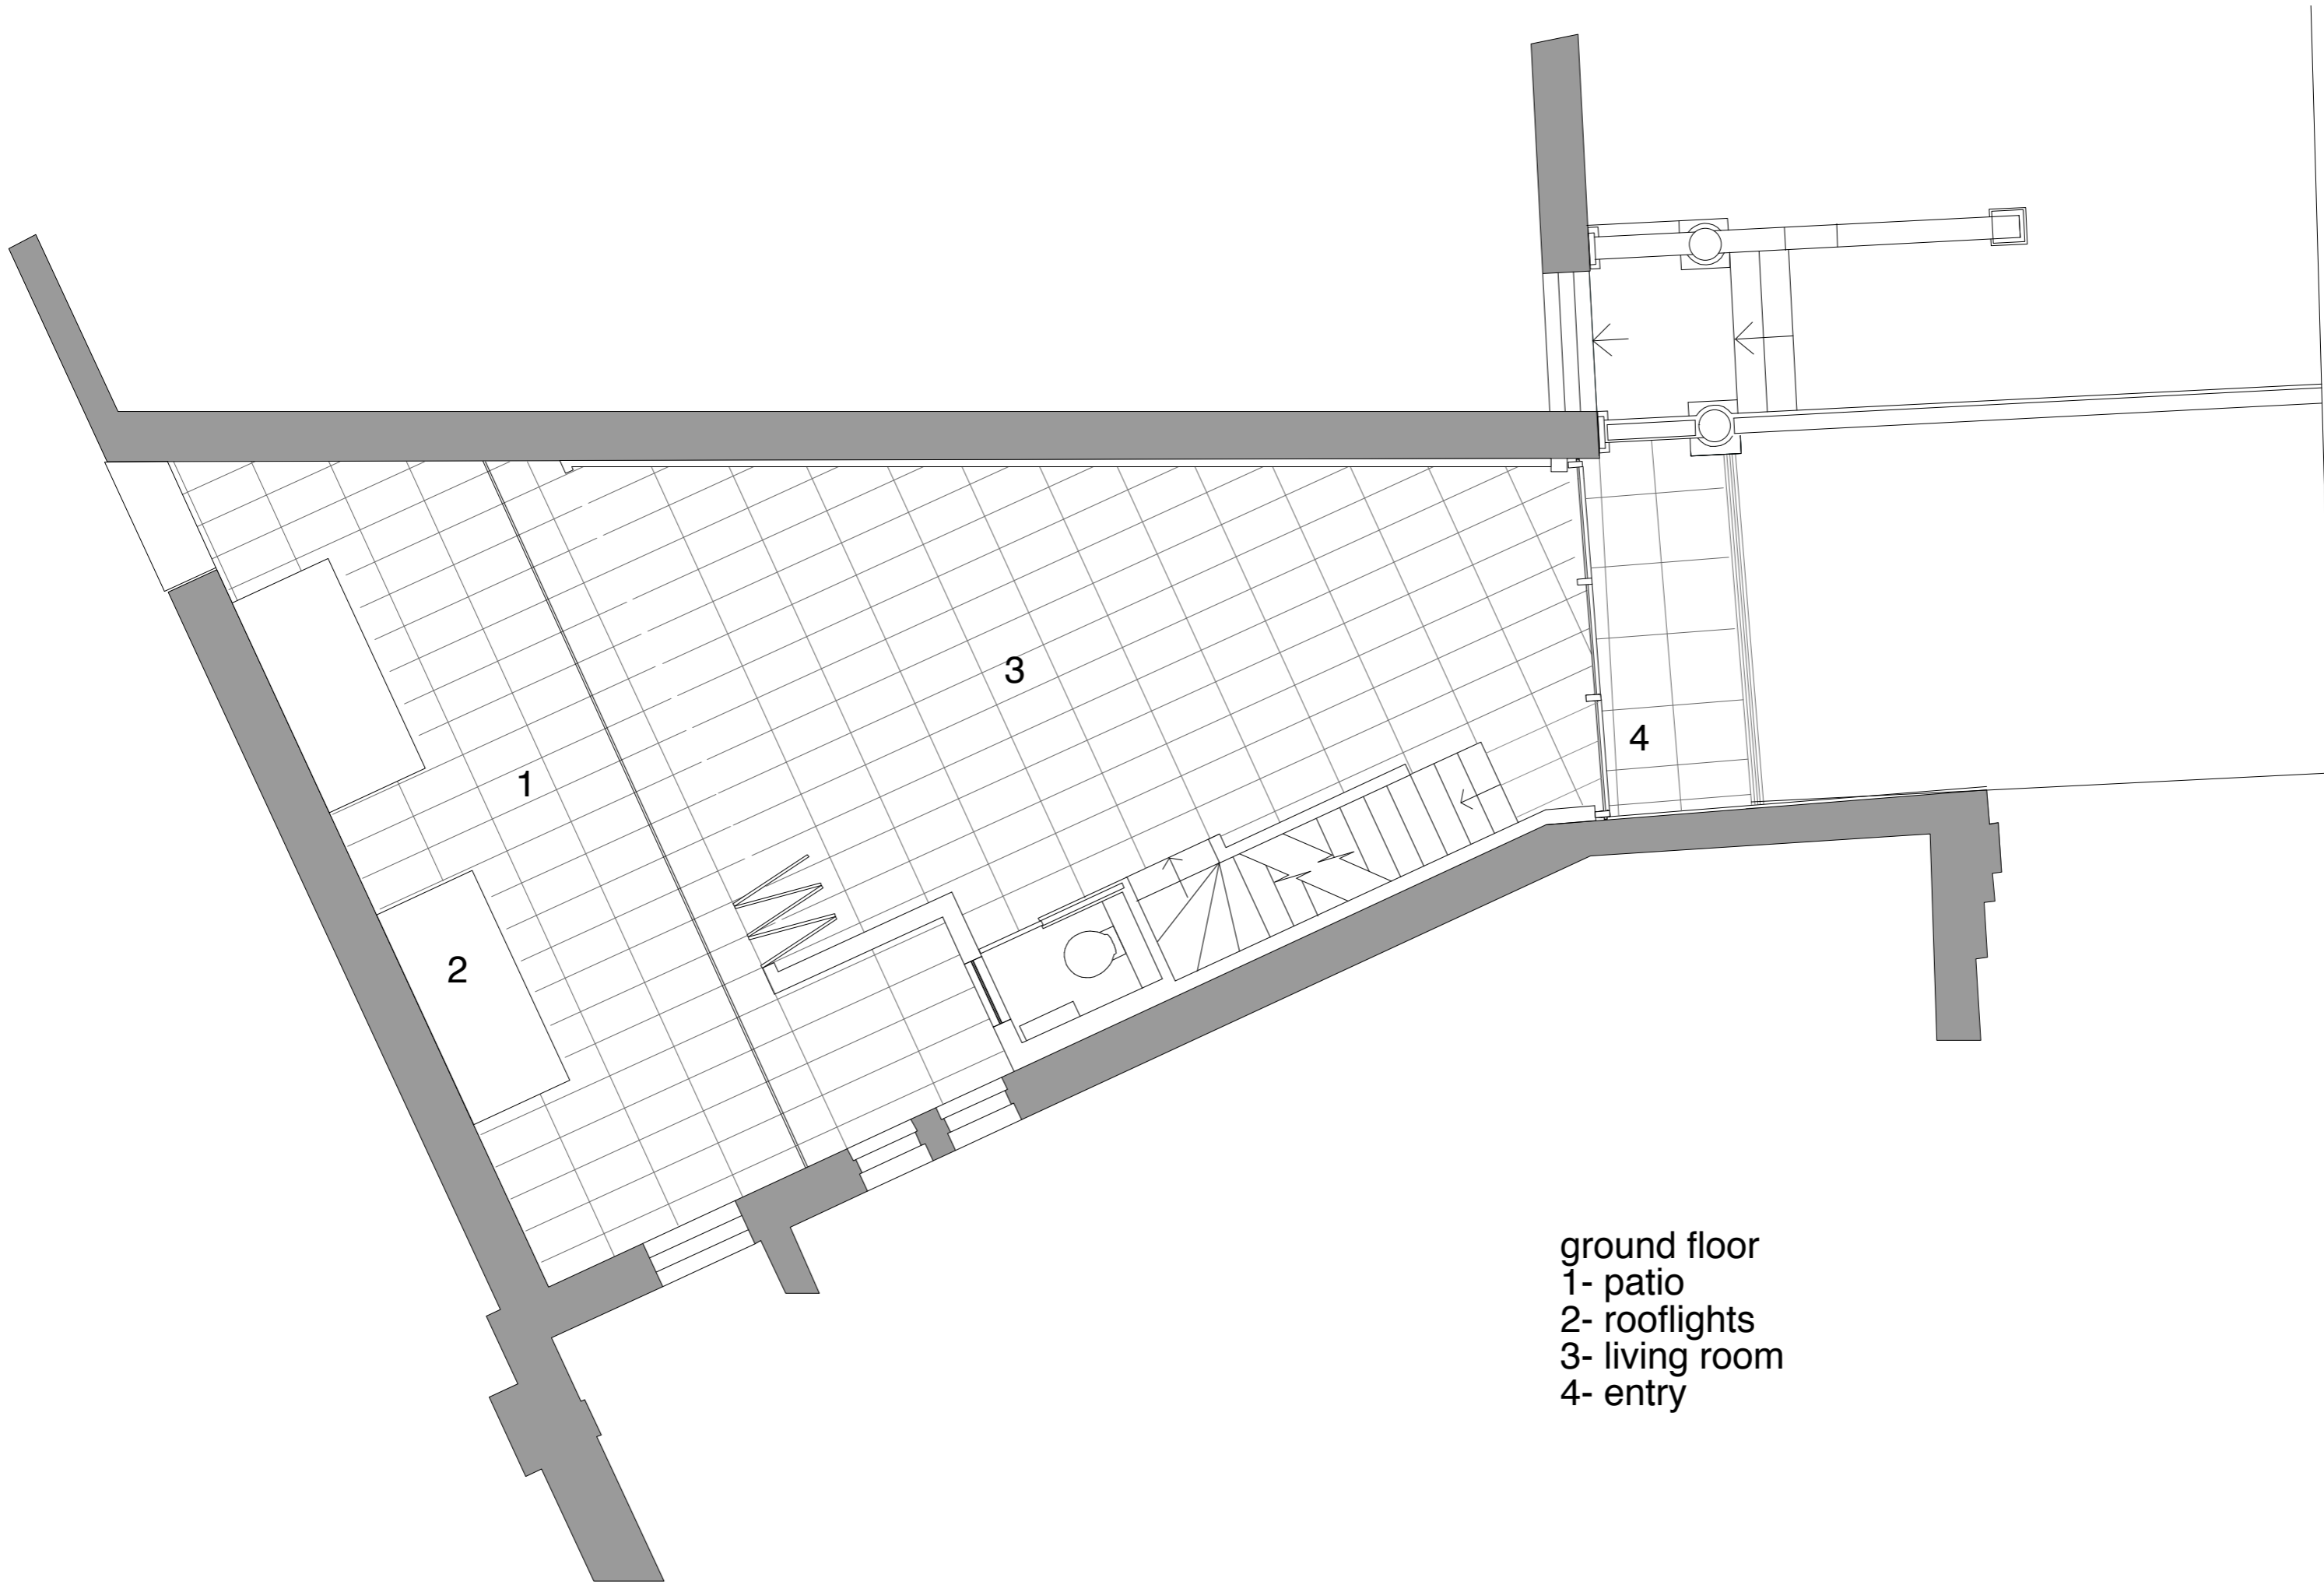 3
4
1
2
ground floor
1- patio
2- rooflights
3- living room
4- entry